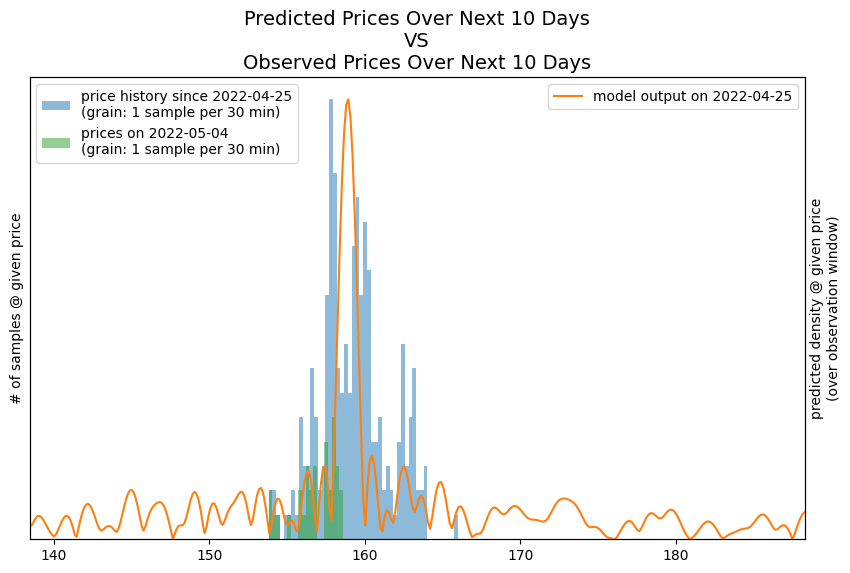 Predicted Prices Over Next 10 Days
VS
Observed Prices Over Next 10 Days
price history since 2022-04-25
(grain: 1 sample per 30 min)
prices on 2022-05-04
(grain: 1 sample per 30 min)
model output on 2022-04-25
# of samples @ given price
predicted density @ given price
(over observation window)
140 150 160 170 180